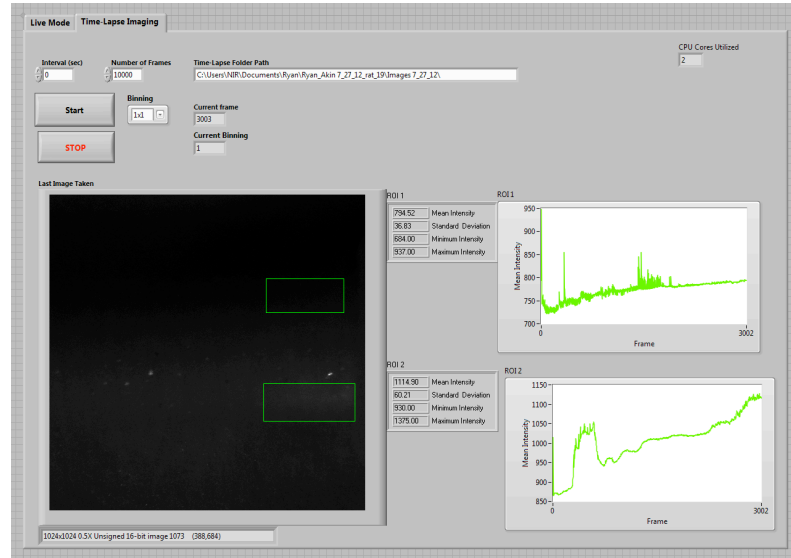 Live Mode
Time-Lapse Imaging
CPU Cores Utilized
2
Interval (sec)
Number of Frames
Time-Lapse Folder Path
0
10000
C:\Users\NIR\Documents\Ryan\Ryan_Akin 7_27_12_rat_19\Images 7_27_12\
Start
Binning
1x1
Current frame
3003
STOP
Current Binning
1
Last Image Taken
ROI 1
794.52 Mean Intensity
36.83 Standard Deviation
684.00 Minimum Intensity
937.00 Maximum Intensity
ROI 1
950
900
850
800
750
700
Mean Intensity
0
3002
Frame
ROI 2
1114.90 Mean Intensity
60.21 Standard Deviation
930.00 Minimum Intensity
1375.00 Maximum Intensity
ROI 2
1150
1100
1050
1000
950
900
850
Mean Intensity
0
3002
Frame
1024x1024 0.5X Unsigned 16-bit image 1073 (388,684)